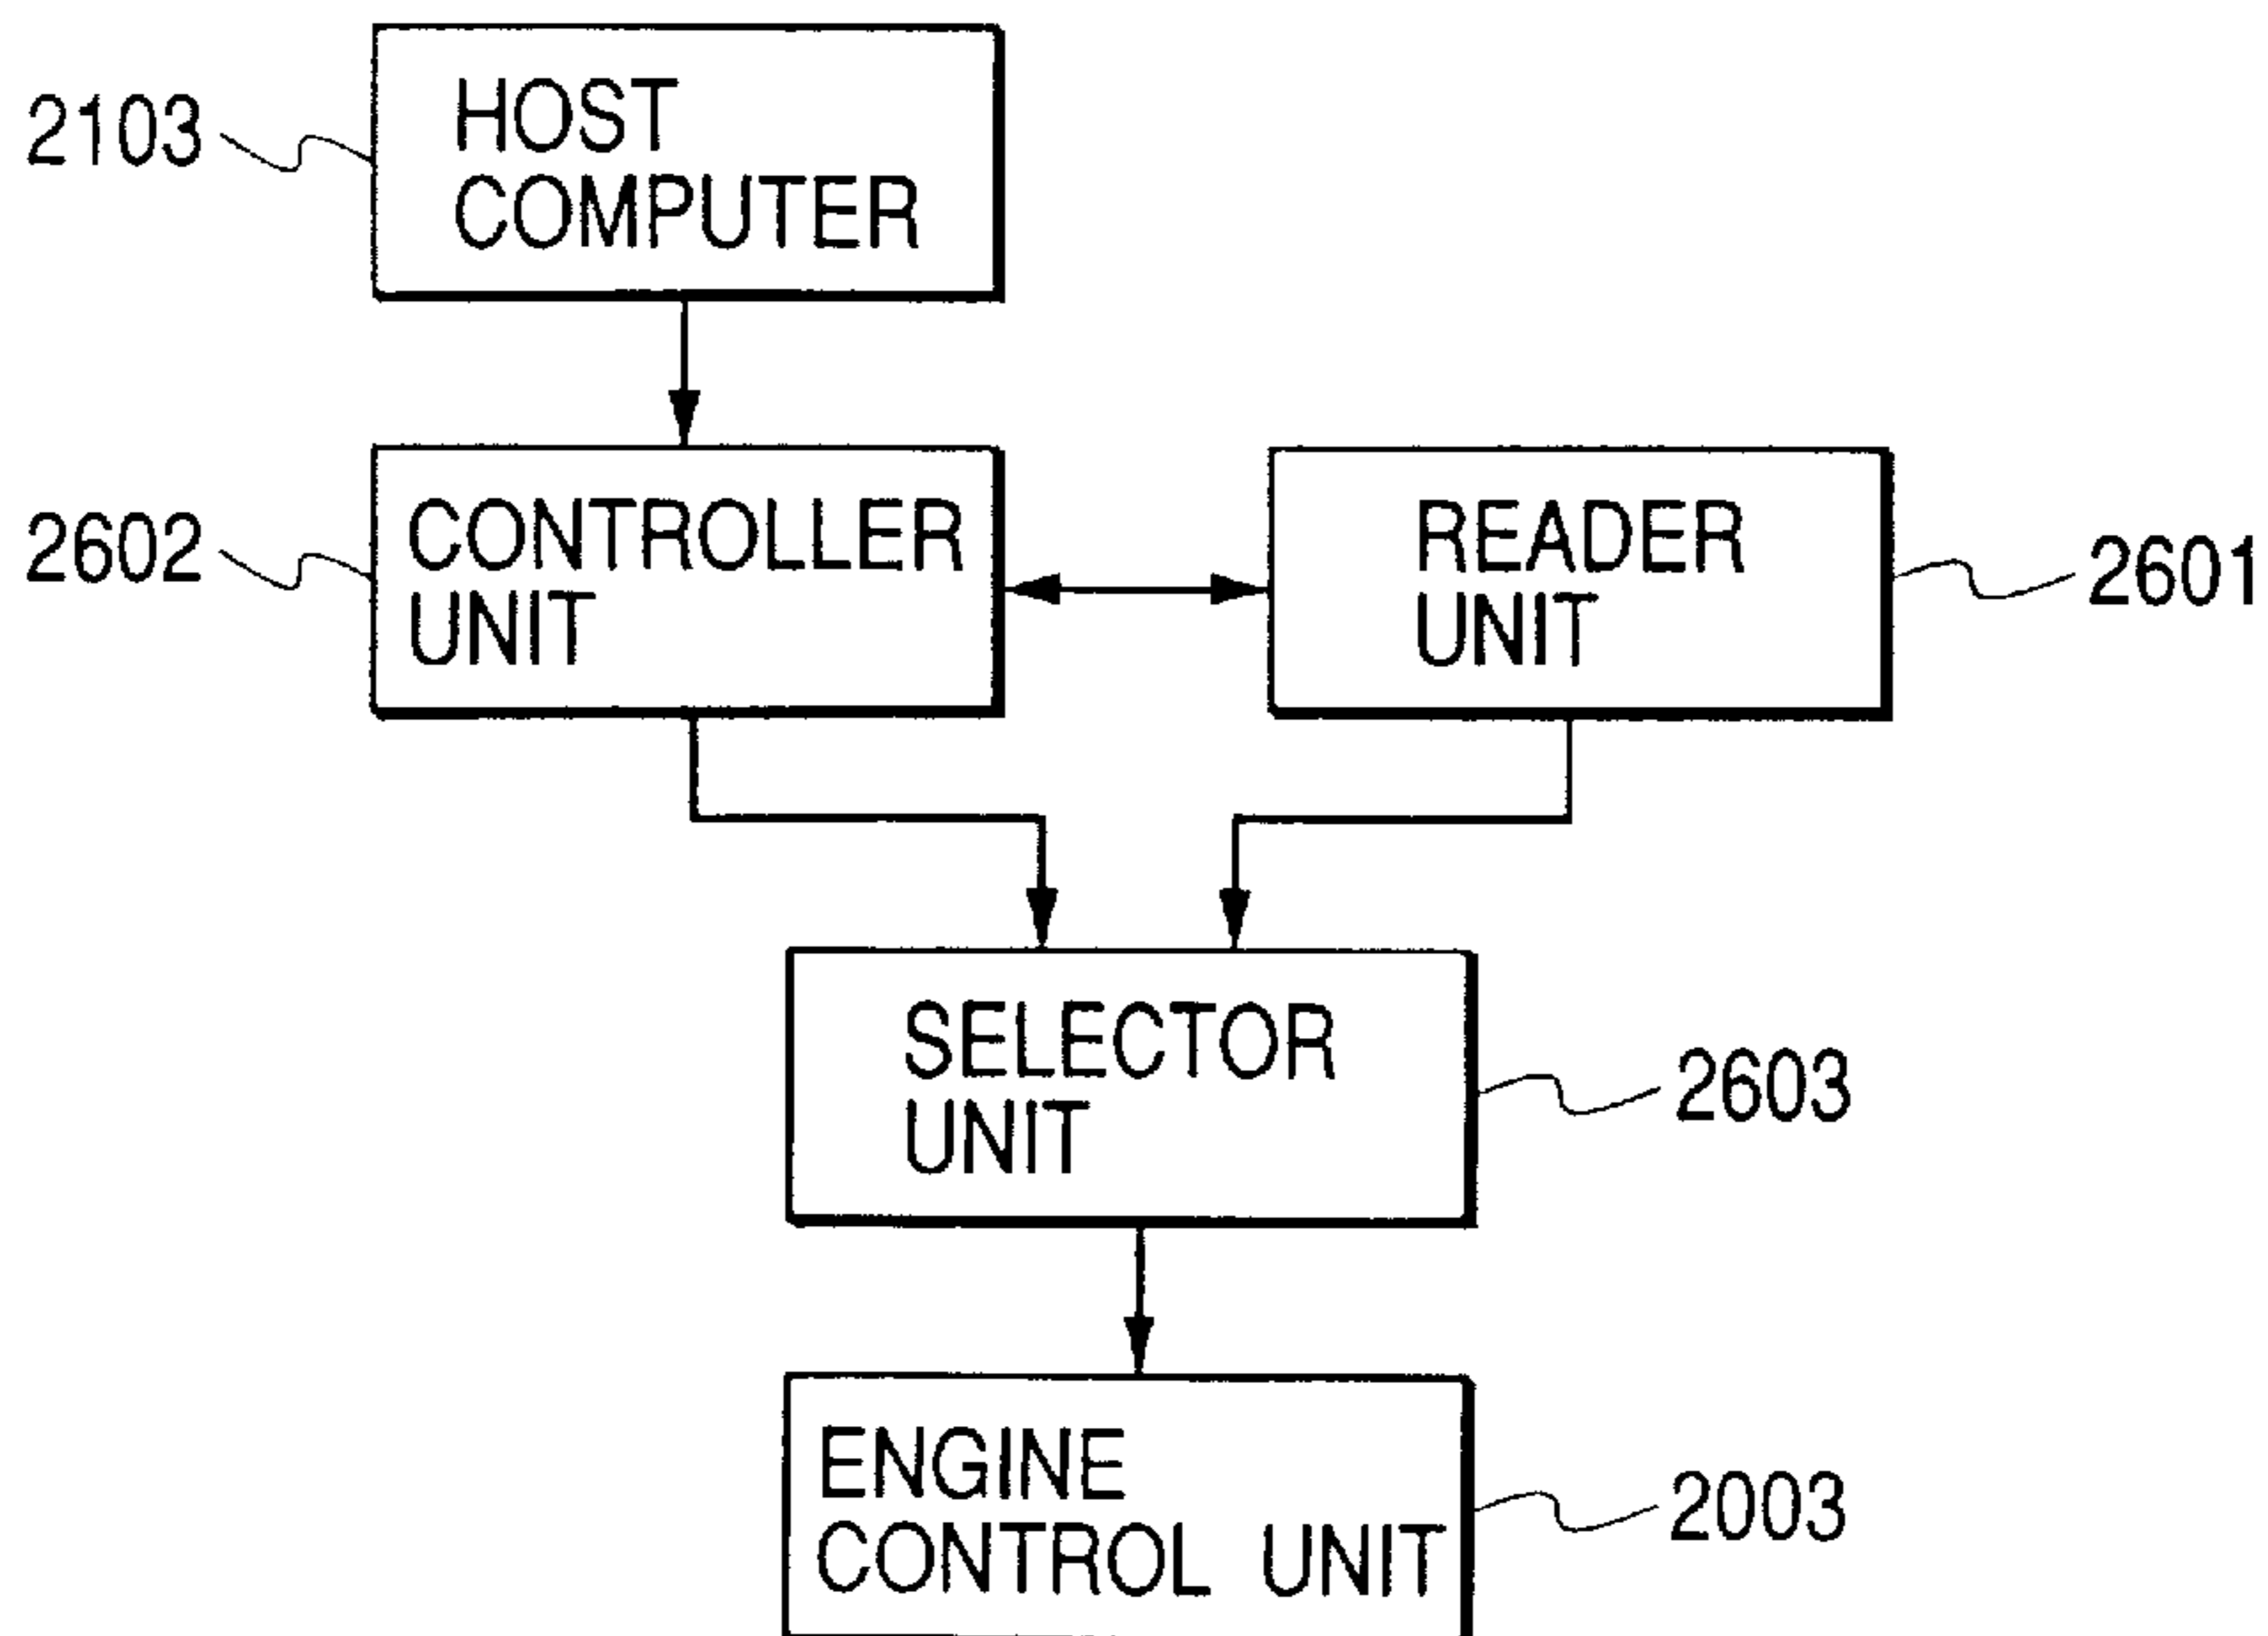 2103
HOST
COMPUTER
2602
CONTROLLER
UNIT
READER
UNIT
2601
SELECTOR
UNIT
2603
ENGINE
CONTROL UNIT
2003